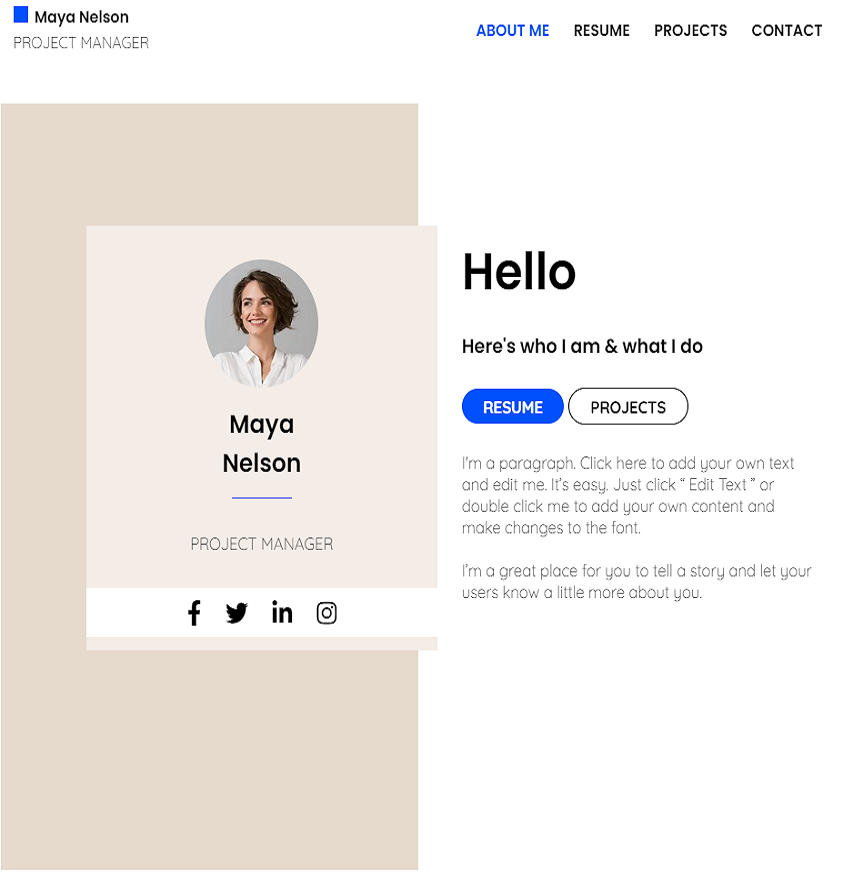 Maya Nelson
PROJECT MANAGER
ABOUT ME RESUME PROJECTS CONTACT
Maya
Nelson
PROJECT MANAGER
Hello
Here's who I am & what I do
RESUME PROJECTS
I'm a paragraph. Click here to add your own text
and edit me. It's easy. Just click “ Edit Text ” or
double click me to add your own content and
make changes to the font.
I'm a great place for you to tell a story and let your
users know a little more about you.